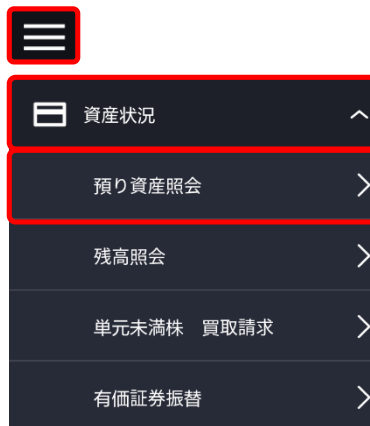 資産状況
預り資産照会
残高照会
単元未満株　買取請求
有価証券振替